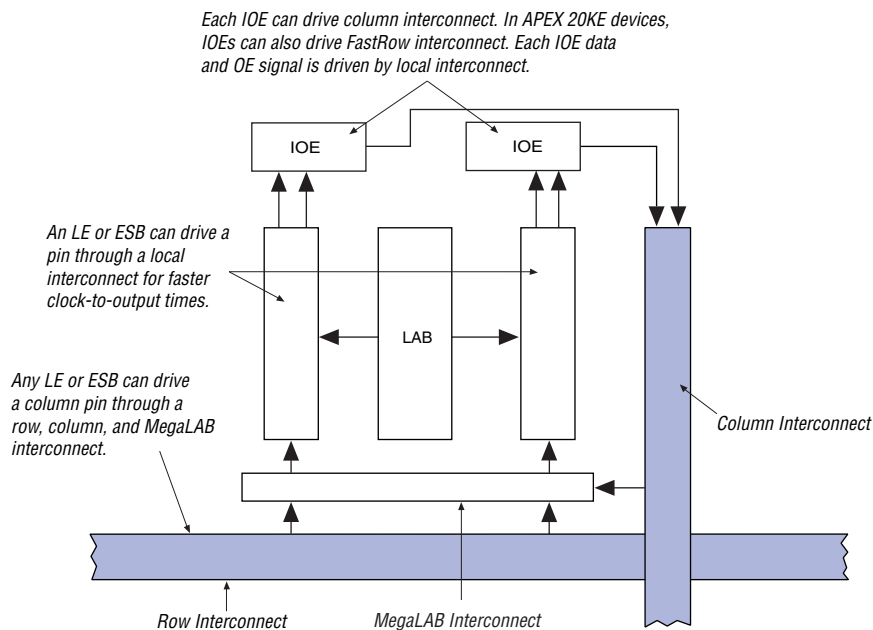 Each IOE can drive column interconnect. In APEX 20KE devices,
IOEs can also drive FastRow interconnect. Each IOE data
and OE signal is driven by local interconnect.
IOE
IOE
An LE or ESB can drive a
pin through a local
interconnect for faster
clock-to-output times.
LAB
Any LE or ESB can drive
a column pin through a
row, column, and MegaLAB
interconnect.
Column Interconnect
Row Interconnect
MegaLAB Interconnect